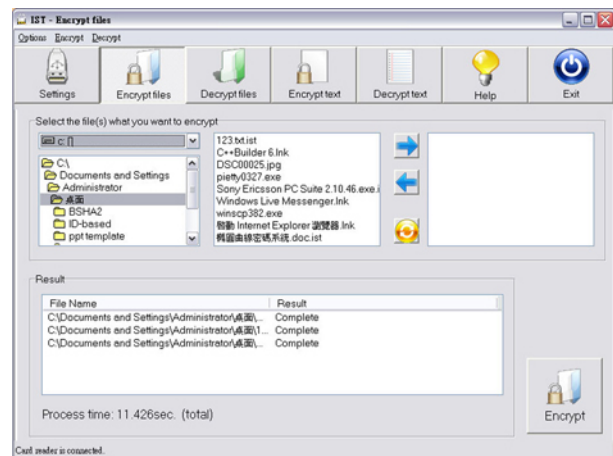 IST - Encrypt files
Options Encrypt Decrypt
Settings Encrypt files Decrypt files Encrypt text Decrypt text Help Exit
Select the file(s) what you want to encrypt
c: []
C:\
Documents and Settings
Administrator
桌面
BSHA2
ID-based
ppt template
123.txt.ist
C++Builder 6.lnk
DSC00025.jpg
piety0327.exe
Sony Ericsson PC Suite 2.10.46.exe.i
Windows Live Messenger.lnk
winscp382.exe
啟動 Internet Explorer 瀏覽器.lnk
橢圓曲線密碼系統.doc.ist
Result
File Name Result
C:\Documents and Settings\Administrator\桌面\... Complete
C:\Documents and Settings\Administrator\桌面\1... Complete
C:\Documents and Settings\Administrator\桌面\... Complete
Process time: 11.426sec. (total)
Encrypt
Card reader is connected.